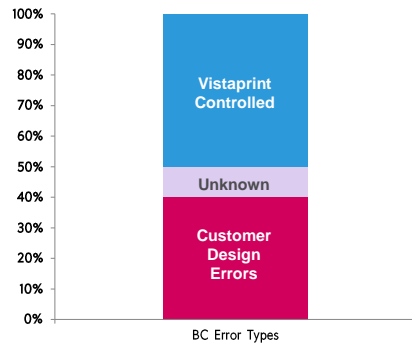 100%
90%
80%
70%
60%
50%
40%
30%
20%
10%
0%
Vistaprint
Controlled
Unknown
Customer
Design
Errors
BC Error Types